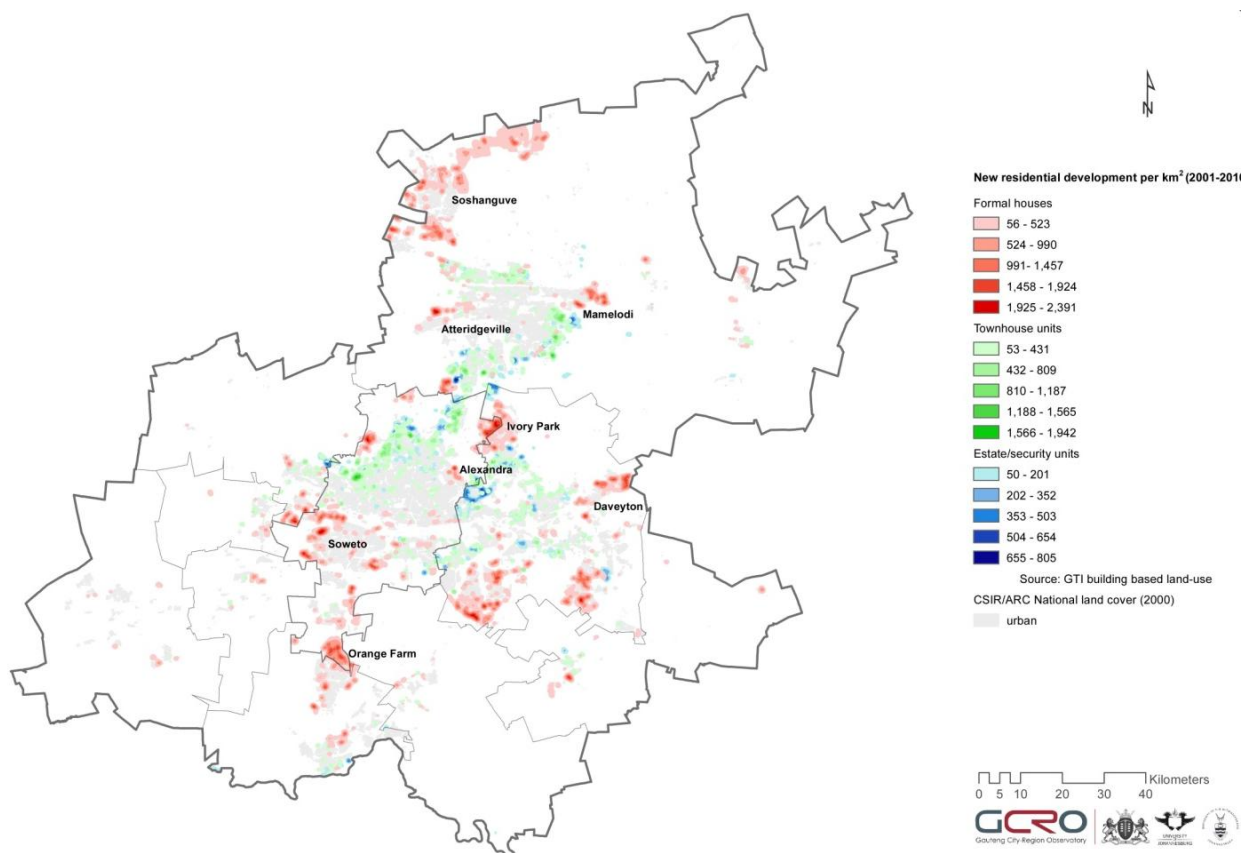 N
New residential development per km² (2001-201
Formal houses
56 - 523
524 - 990
991- 1,457
1,458 - 1,924
1,925 - 2,391
Townhouse units
53 - 431
432 - 809
810 - 1,187
1,188 - 1,565
1,566 - 1,942
Estate/security units
50 - 201
202 - 352
353 - 503
504 - 654
655 - 805
Source: GTI building based land-use
CSIR/ARC National land cover (2000)
urban
Soshanguve
Mamelodi
Atteridgeville
Ivory Park
Alexandra
Daveyton
Soweto
Orange Farm
Kilometers
0 5 10 20 30 40
GCRO
Gauteng City-Region Observatory
UNIVERSITY
JOHANNESBURG